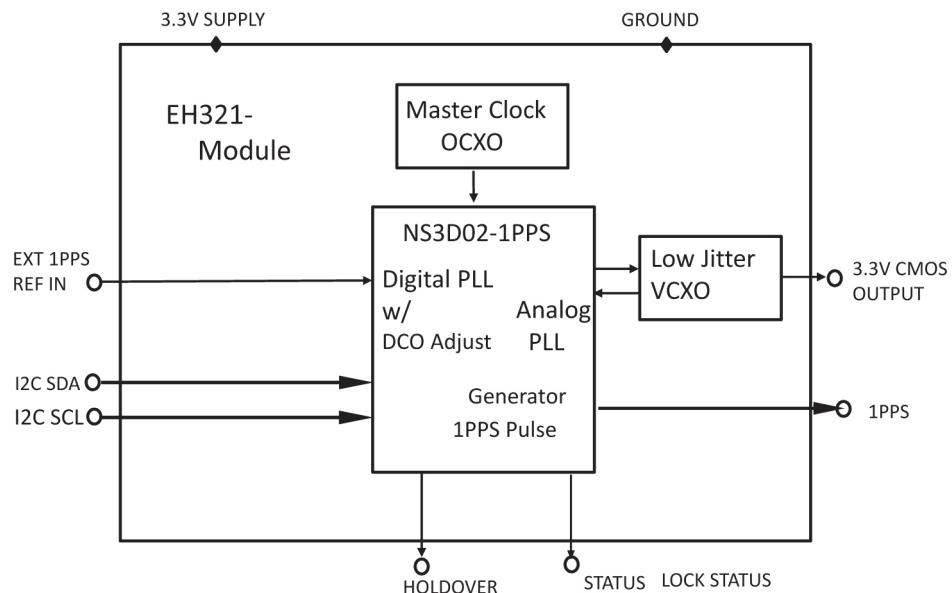 3.3V SUPPLY
GROUND
EH321-
Module
Master Clock
OCXO
NS3D02-1PPS
EXT 1PPS
REF IN
Digital PLL
w/
DCO Adjust
Analog
PLL
Low Jitter
VCXO
3.3V CMOS
OUTPUT
I2C SDA
I2C SCL
Generator
1PPS Pulse
1PPS
HOLDOVER
STATUS LOCK STATUS